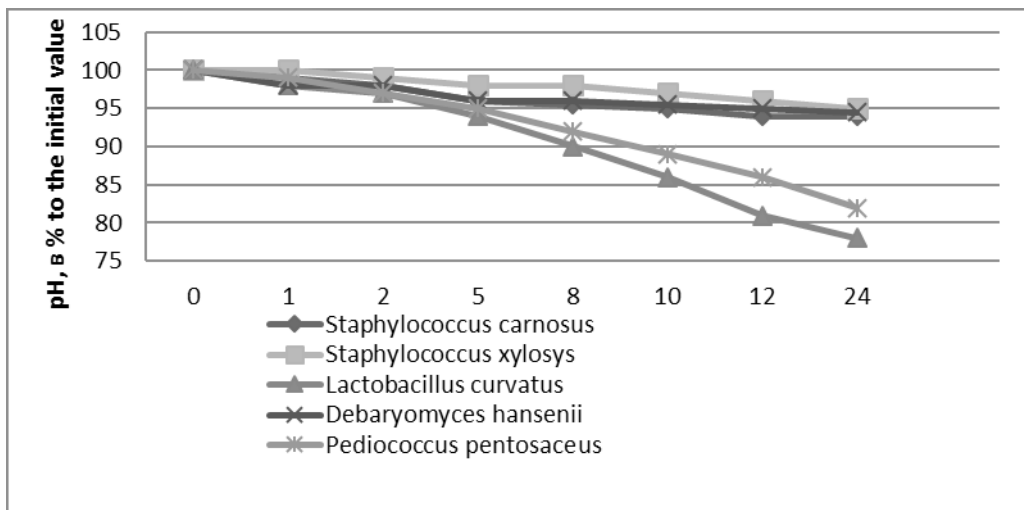 pH, в % to the initial value
105
100
95
90
85
80
75
0 1 2 5 8 10 12 24
Staphylococcus carnosus
Staphylococcus xylosys
Lactobacillus curvatus
Debaryomyces hansenii
Pediococcus pentosaceus